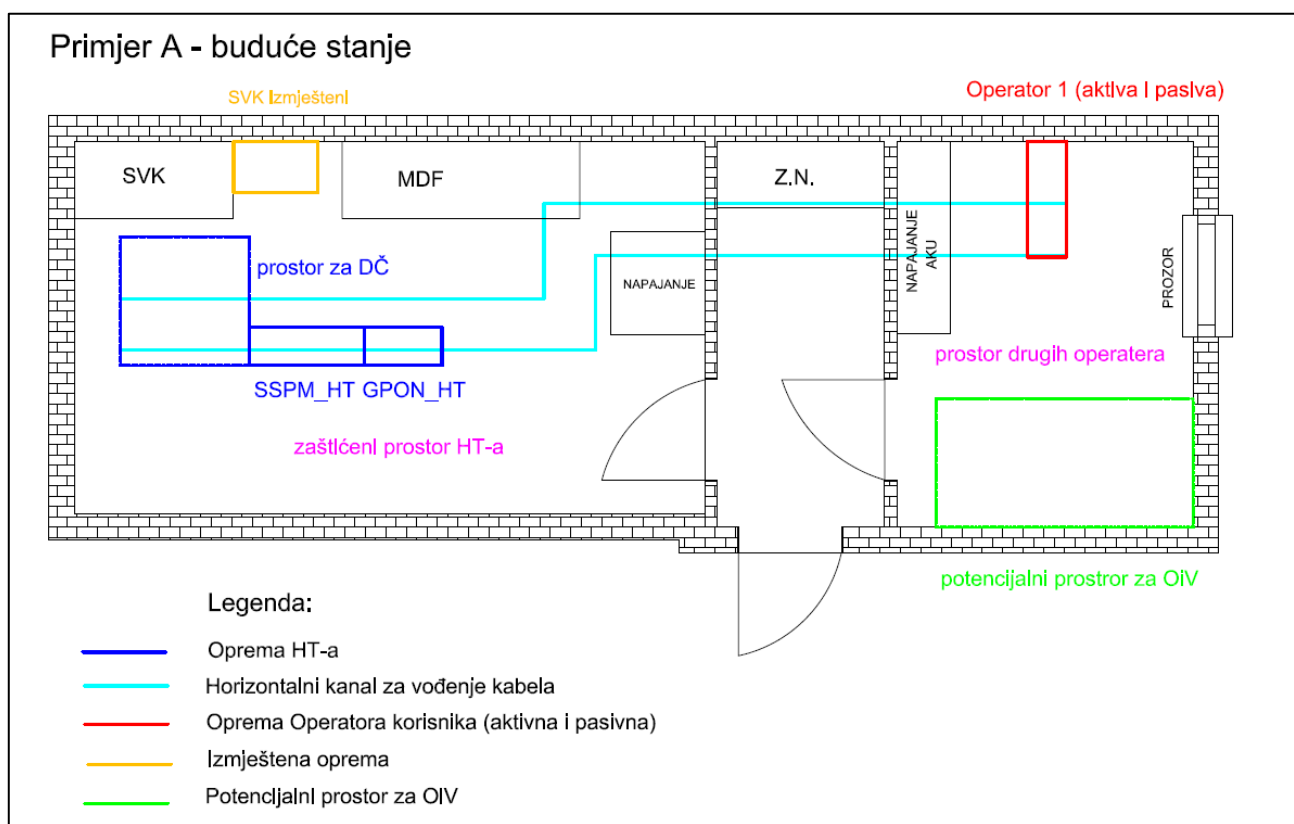 Primjer A - buduće stanje
SVK Izmješteni
Operator 1 (aktiva i pasiva)
SVK
MDF
Z.N.
NAPAJANJE
AKU
PROZOR
prostor za DČ
NAPAJANJE
prostor drugih operatera
SSPM_HT GPON_HT
zaštićeni prostor HT-a
potencijalni prostror za OiV
Legenda:
Oprema HT-a
Horizontalni kanal za vođenje kabela
Oprema Operatora korisnika (aktivna i pasivna)
Izmještena oprema
Potencijalni prostor za OIV